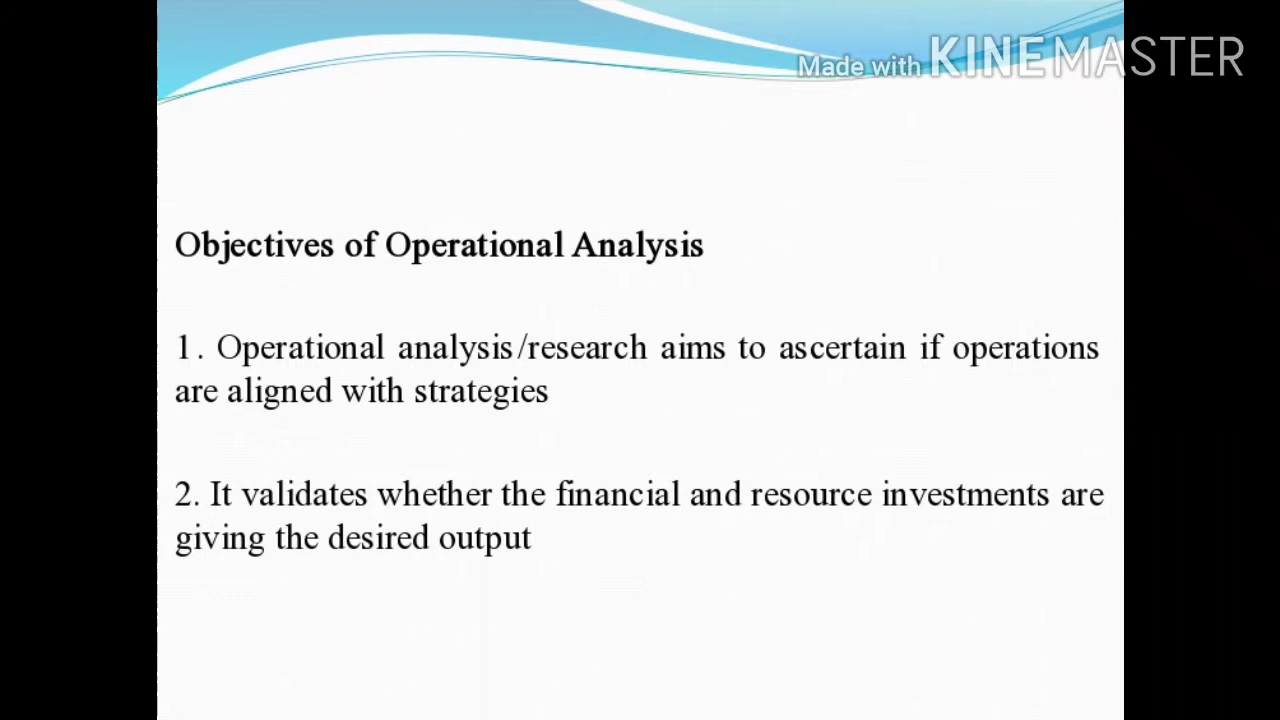 Made with KINEMASTER
Objectives of Operational Analysis
1. Operational analysis/research aims to ascertain if operations
are aligned with strategies
2. It validates whether the financial and resource investments are
giving the desired output